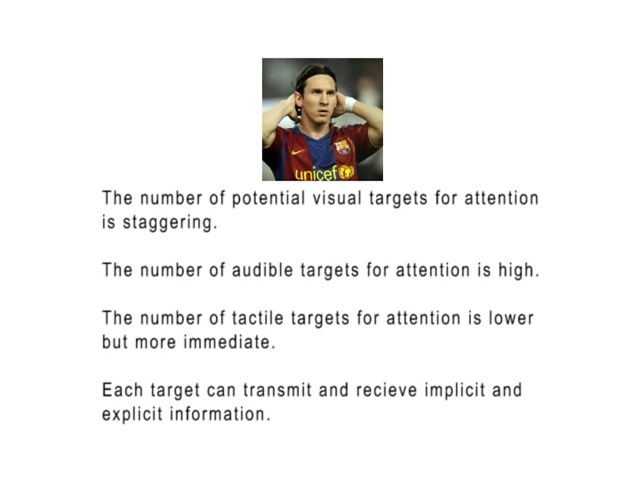 unicef
The number of potential visual targets for attention
is staggering.
The number of audible targets for attention is high.
The number of tactile targets for attention is lower
but more immediate.
Each target can transmit and recieve implicit and
explicit information.